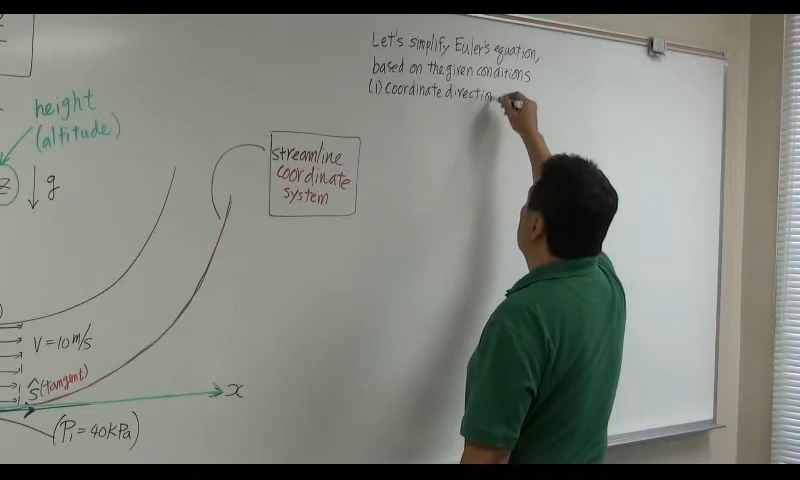 height
(altitude)
z
g
V = 10 m/s
ŝ (tangent)
x
(P₁ = 40 kPa)
streamline
coordinate
system
Let's simplify Euler's equation,
based on the given conditions
(1) Coordinate directin